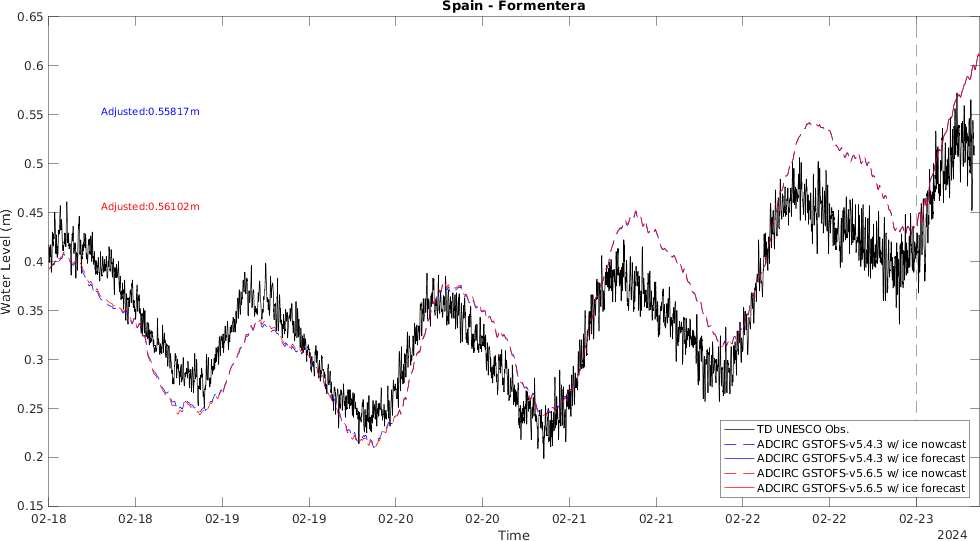 Spain - Formentera
0.65
0.6
0.55
0.5
0.45
0.4
0.35
0.3
0.25
0.2
0.15
Water Level (m)
Adjusted:0.55817m
Adjusted:0.56102m
TD UNESCO Obs.
ADCIRC GSTOFS-v5.4.3 w/ ice nowcast
ADCIRC GSTOFS-v5.4.3 w/ ice forecast
ADCIRC GSTOFS-v5.6.5 w/ ice nowcast
ADCIRC GSTOFS-v5.6.5 w/ ice forecast
02-18 02-18 02-19 02-19 02-20 02-20 02-21 02-21 02-22 02-22 02-23
Time
2024